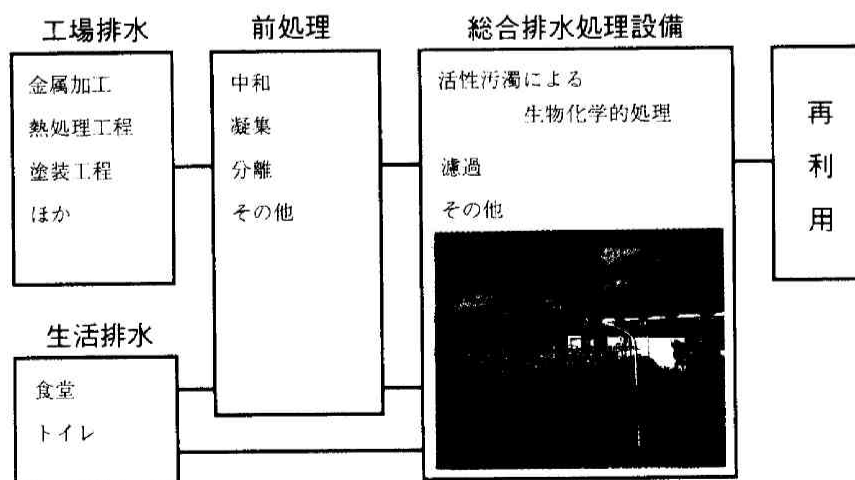 工場排水
金属加工
熱処理工程
塗装工程
ほか
生活排水
食堂
トイレ
前処理
中和
凝集
分離
その他
総合排水処理設備
活性汚濁による
生物化学的処理
濾過
その他
再
利
用